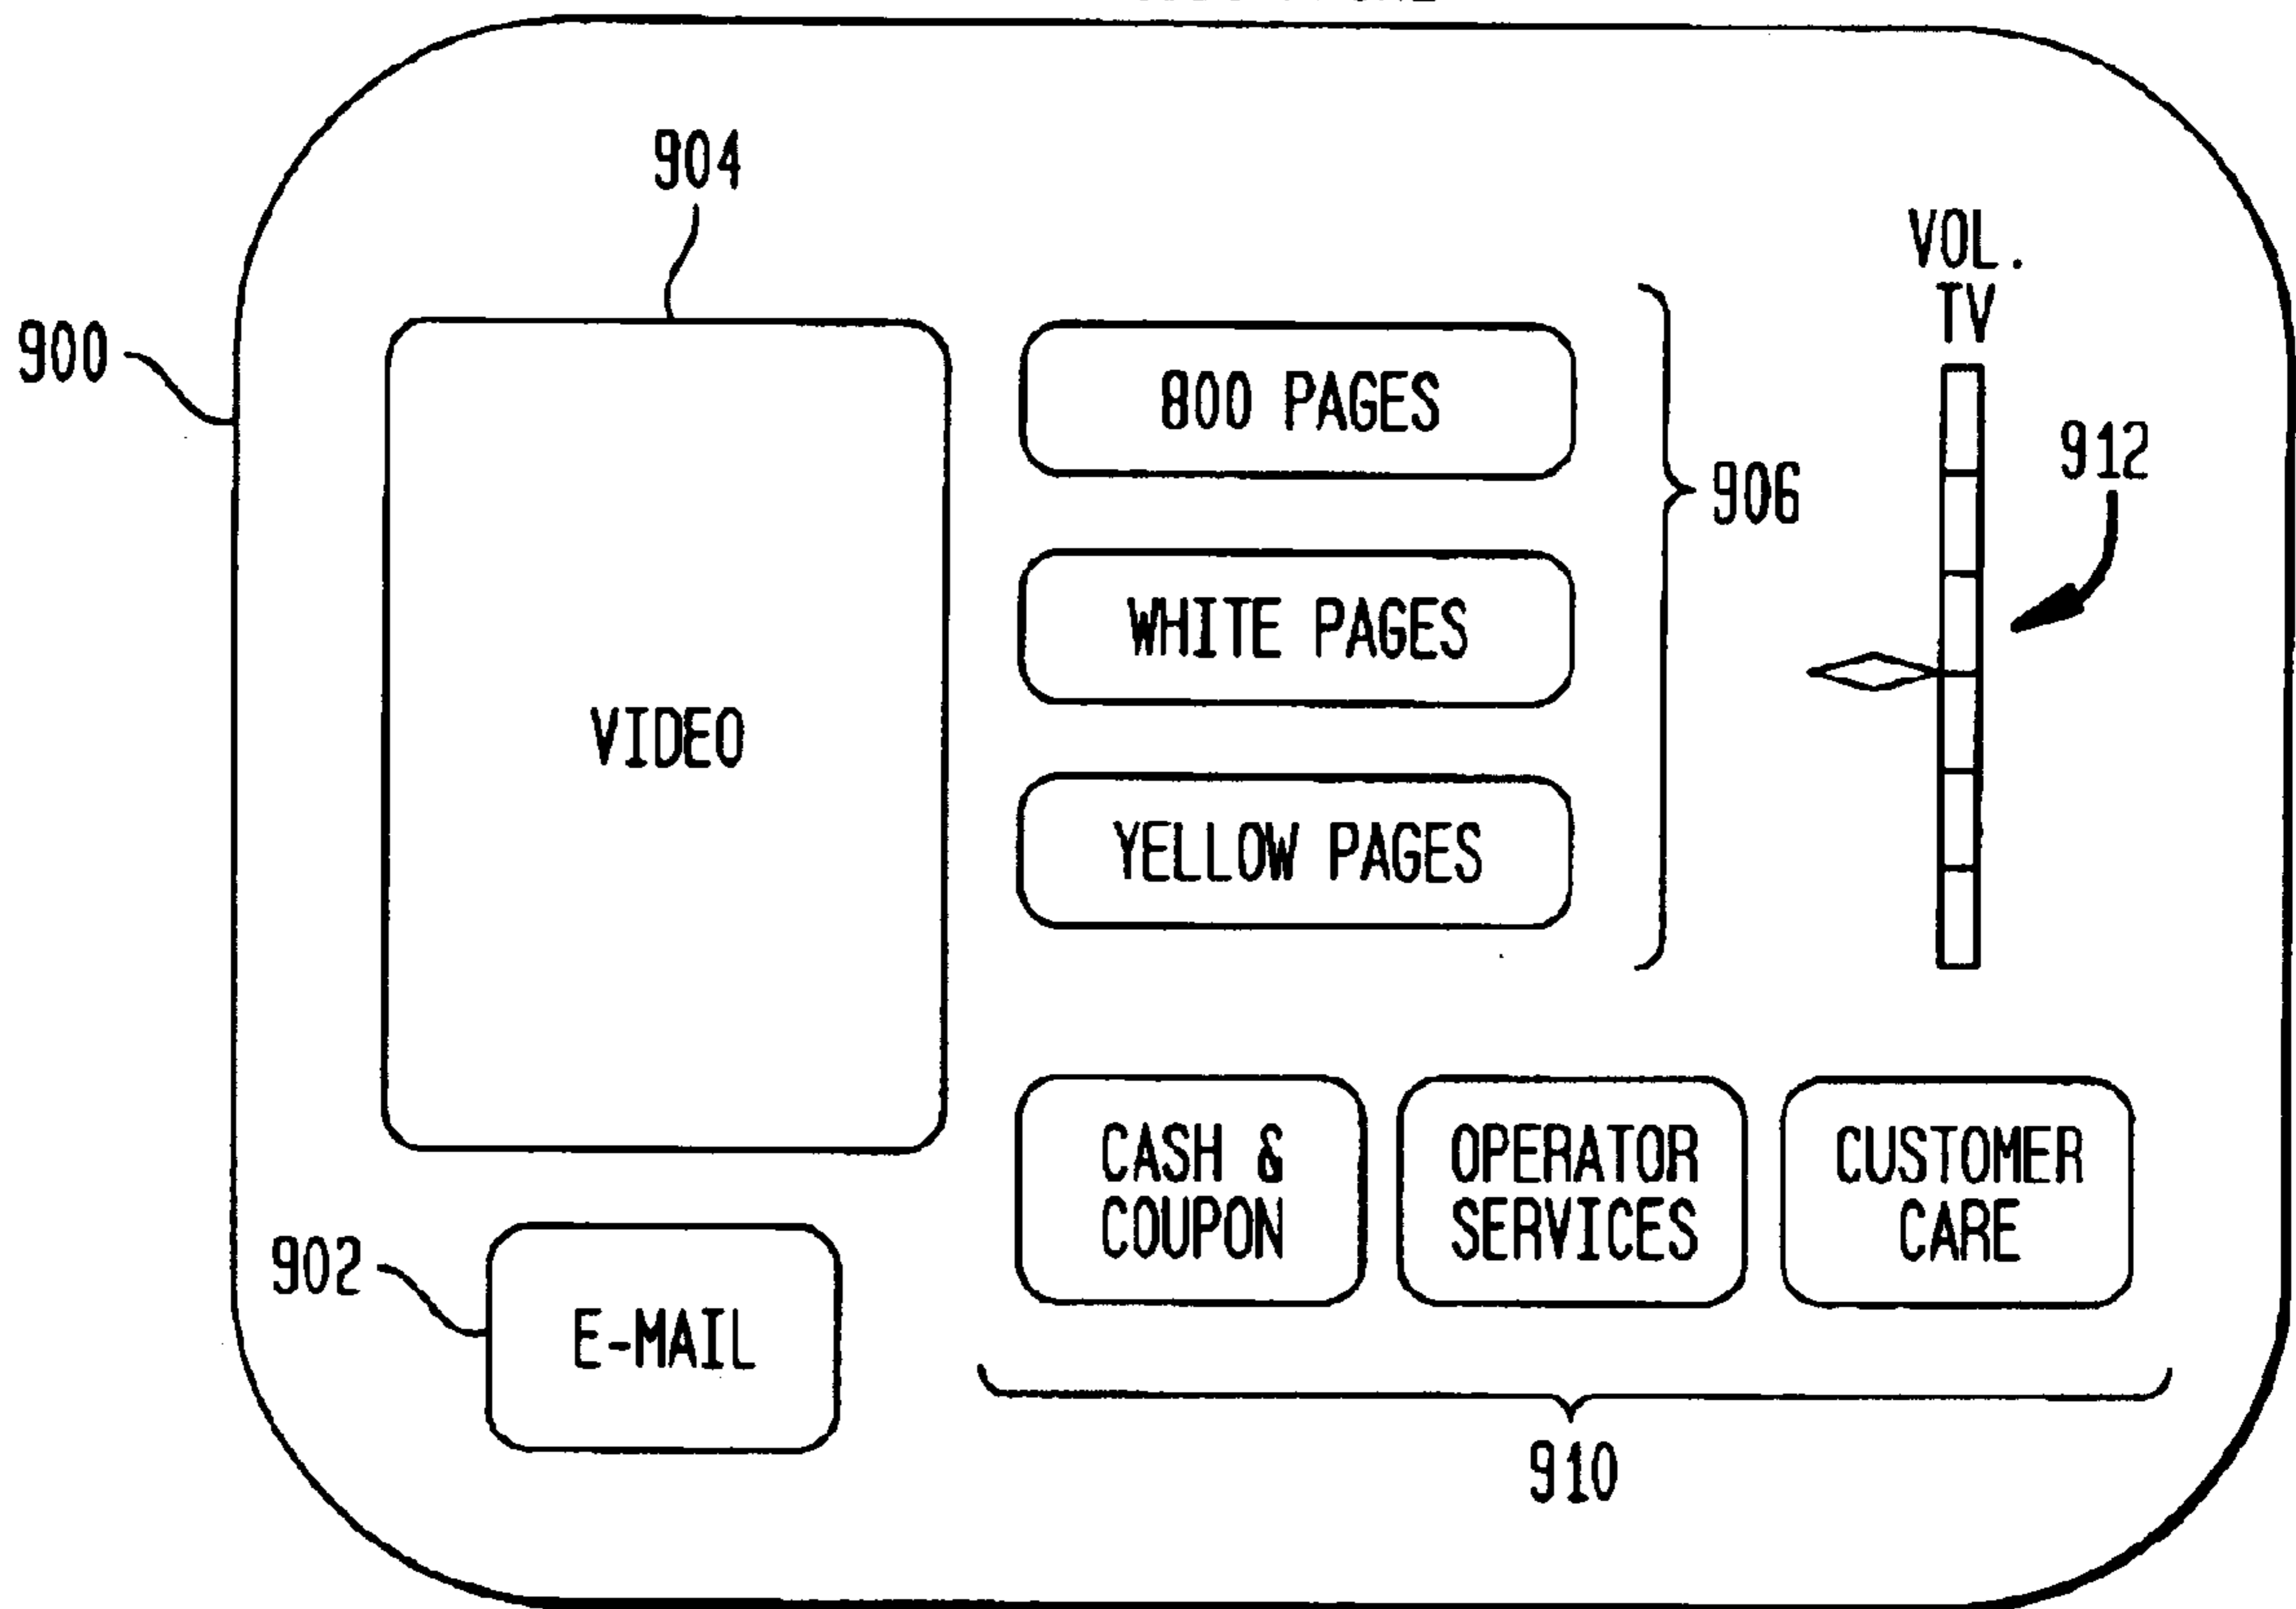 904
900
VOL.
TV
800 PAGES
912
906
WHITE PAGES
VIDEO
YELLOW PAGES
CASH &
COUPON
OPERATOR
SERVICES
CUSTOMER
CARE
902
E-MAIL
910